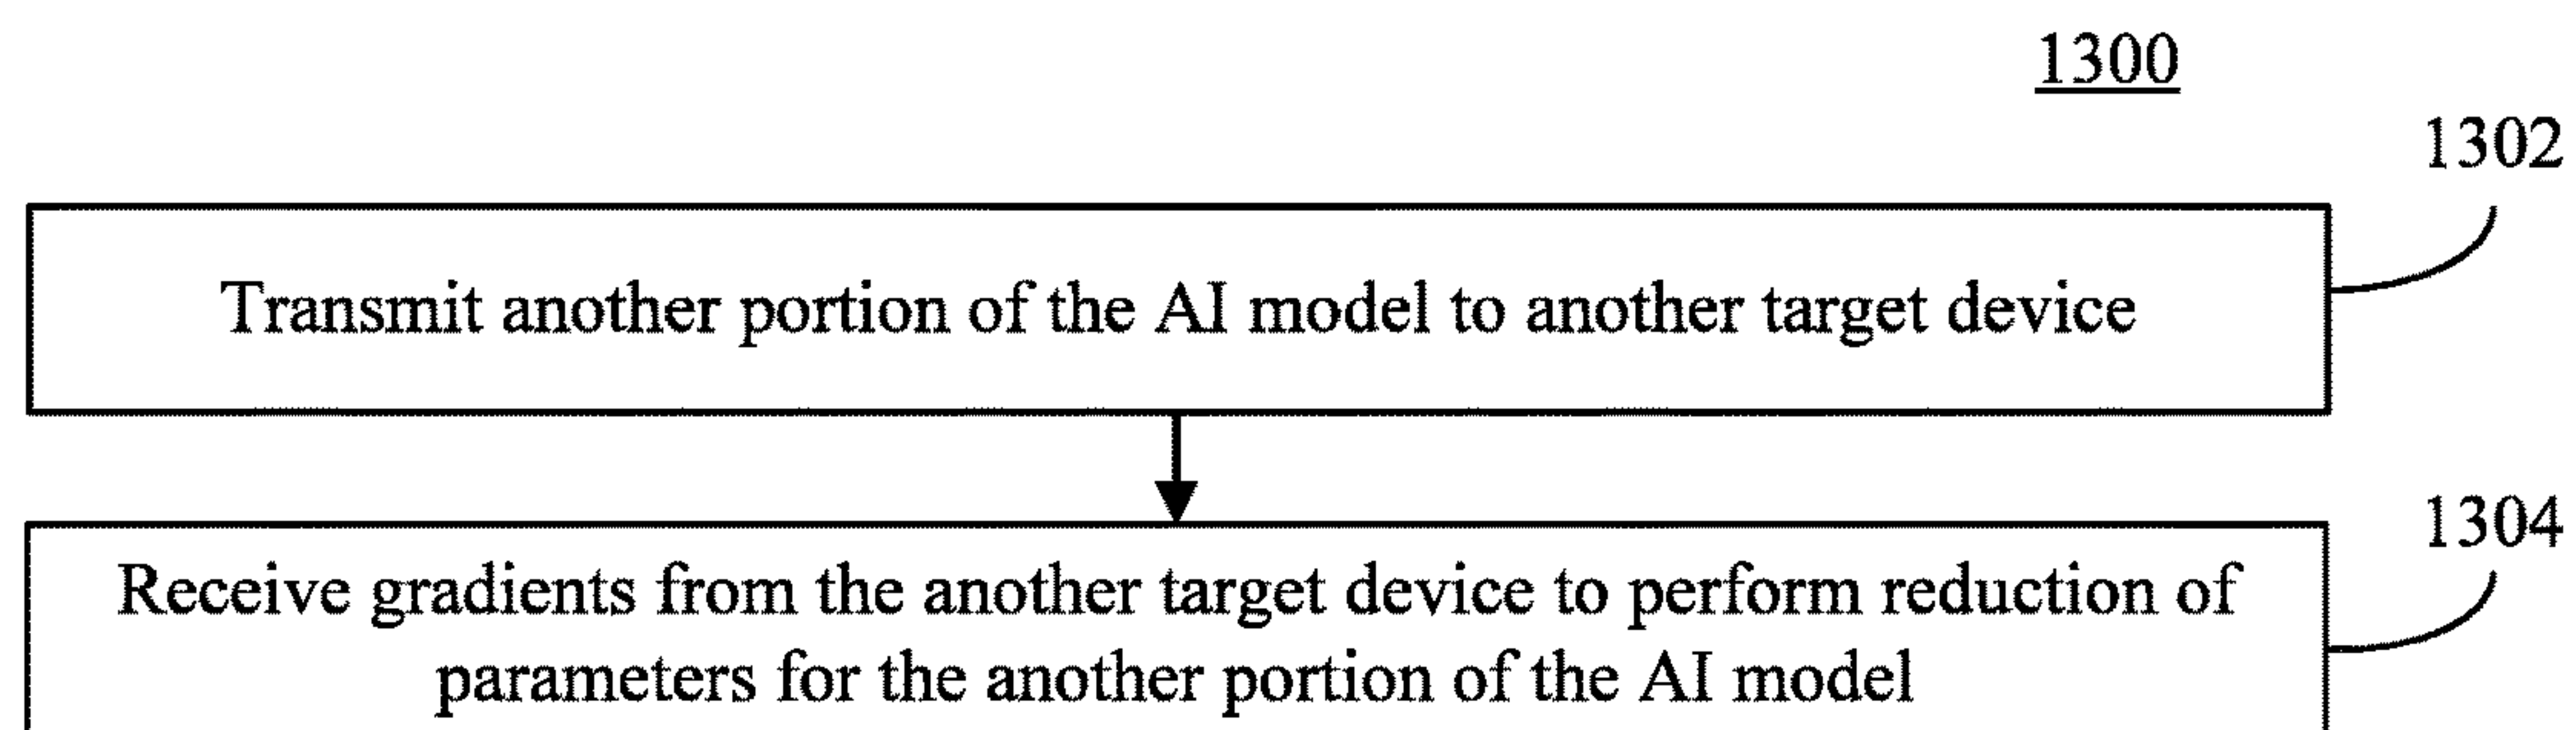 1300
1302
Transmit another portion of the AI model to another target device
1304
Receive gradients from the another target device to perform reduction of
parameters for the another portion of the AI model